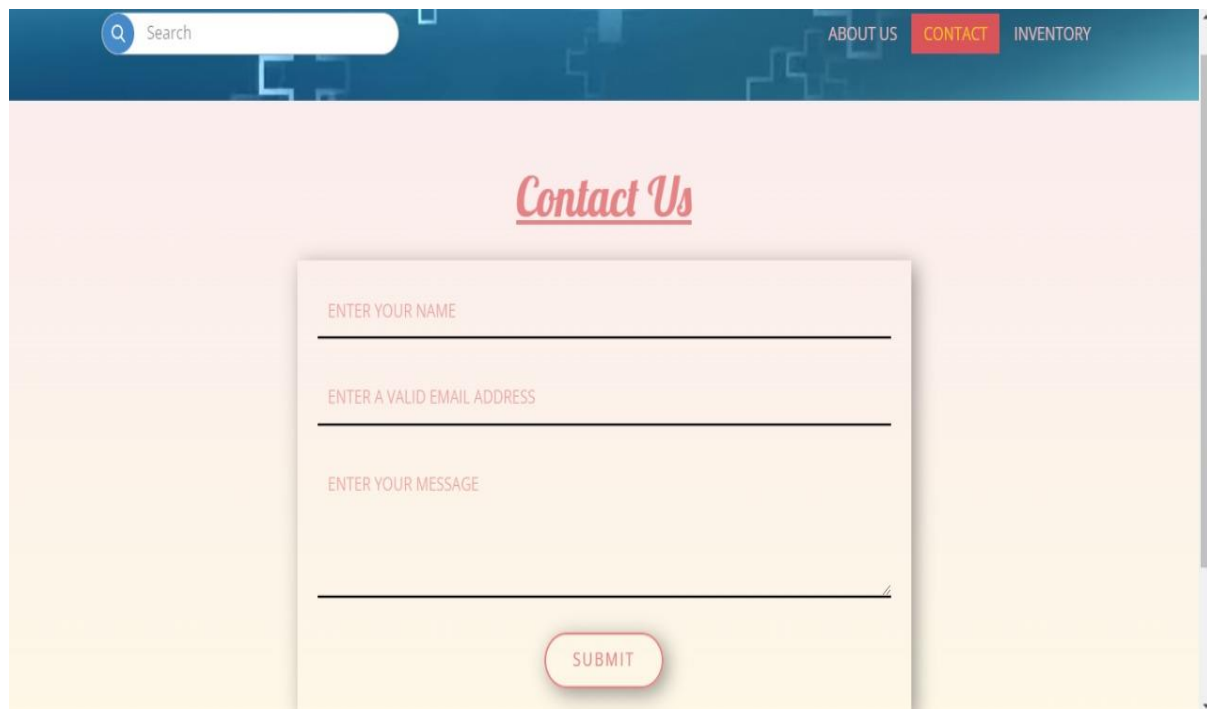 Search
ABOUT US CONTACT INVENTORY
Contact Us
ENTER YOUR NAME
ENTER A VALID EMAIL ADDRESS
ENTER YOUR MESSAGE
SUBMIT